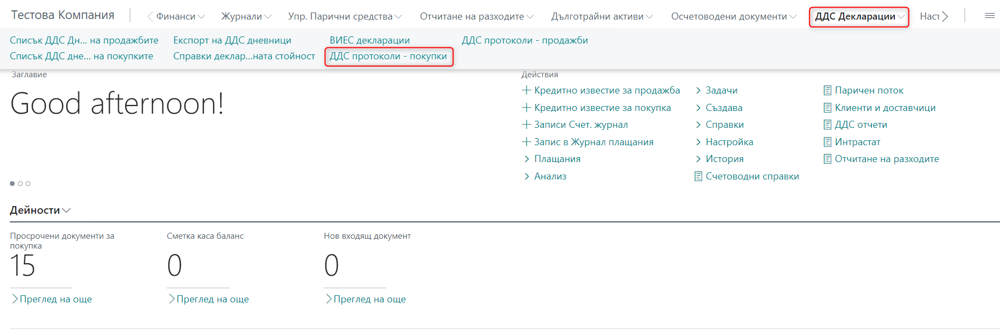 Тестова Компания
Финанси
Журнали
Упр. Парични средства
Отчитане на разходите
Дълготрайни активи
Осчетоводени документи
ДДС Декларации
Наст
Списък ДДС Дн... на продажбите
Експорт на ДДС дневници
ВИЕС декларации
ДДС протоколи - продажби
Списък ДДС дне... на покупките
Справки деклар...ната стойност
ДДС протоколи - покупки
Заглавие
Good afternoon!
Действия
Кредитно известие за продажба
Кредитно известие за покупка
Записи Счет. журнал
Запис в Журнал плащания
Плащания
Анализ
Задачи
Създава
Справки
Настройка
История
Счетоводни справки
Паричен поток
Клиенти и доставчици
ДДС отчети
Интрастат
Отчитане на разходите
Дейности
Просрочени документи за
покупка
15
Преглед на още
Сметка каса баланс
0
Преглед на още
Нов входящ документ
0
Преглед на още